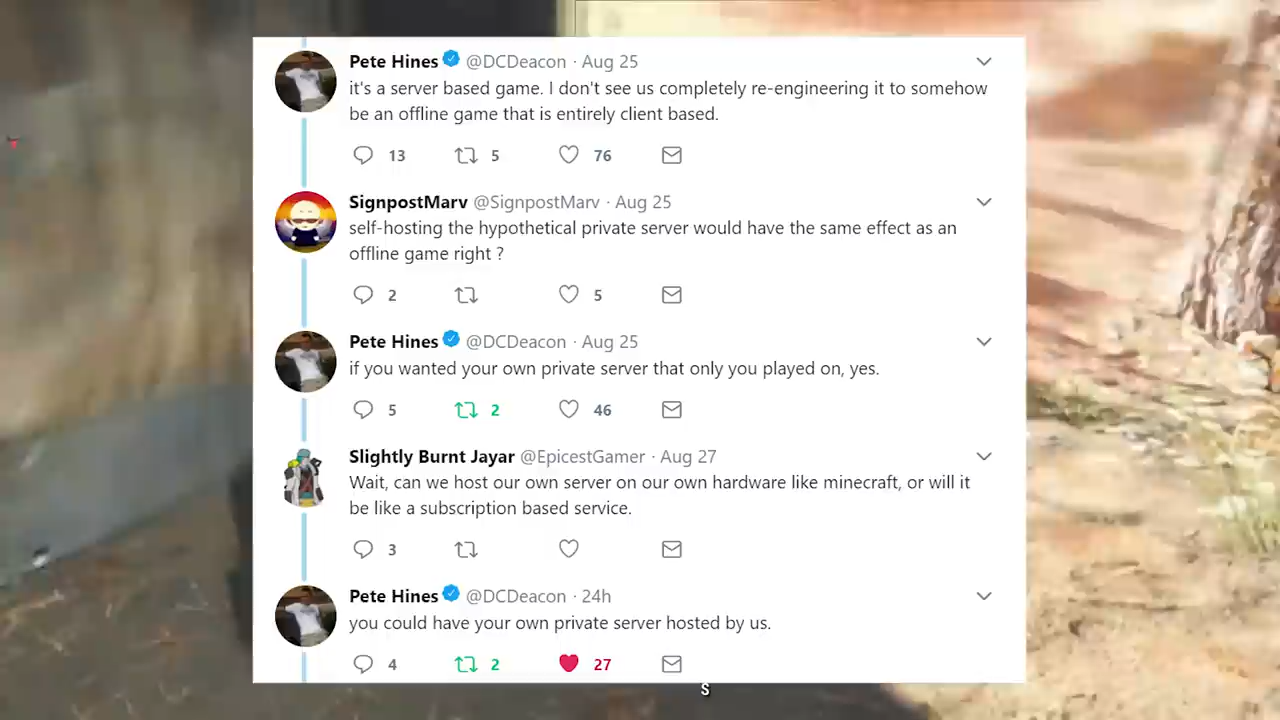 Pete Hines @DCDeacon · Aug 25
it's a server based game. I don't see us completely re-engineering it to somehow
be an offline game that is entirely client based.
13 5 76
SignpostMarv @SignpostMarv · Aug 25
self-hosting the hypothetical private server would have the same effect as an
offline game right ?
2 5
Pete Hines @DCDeacon · Aug 25
if you wanted your own private server that only you played on, yes.
5 2 46
Slightly Burnt Jayar @EpicestGamer · Aug 27
Wait, can we host our own server on our own hardware like minecraft, or will it
be like a subscription based service.
3
Pete Hines @DCDeacon · 24h
you could have your own private server hosted by us.
4 2 27
S